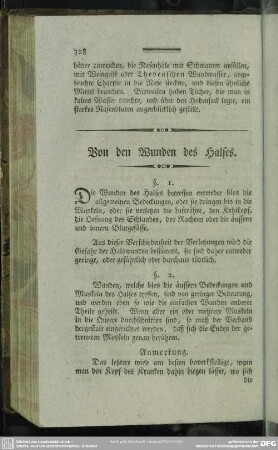 328
bäder anwenden, die Nasenhöle mit Schwamm ausfüllen,
mit Weingeist oder Thedenschen Wundwasser, ange-
feuchte Charpie in die Nase stecken, und diesen ähnliche
Mittel brauchen. Bisweilen haben Tücher, die man in
kaltes Wasser tauchte, und über den Hodensack legte, ein
starkes Nasenbluten augenblicklich gestillt.
Von den Wunden des Halses.
§. 1.
Die Wunden des Halses betreffen entweder blos die
allgemeinen Bedeckungen, oder sie dringen bis in die
Muskeln, oder sie verletzen die Luftröhre, den Kehlkopf,
die Oefnung des Schlundes, des Rachens oder die äussern
und innern Blutgefässe.
Aus dieser Verschiedenheit der Verletzungen wird die
Gefahr der Halswunden bestimmt, sie sind daher entweder
geringe, oder gefährlich oder durchaus tödtlich.
§. 2.
Wunden, welche blos die äussern Bedeckungen und
Muskeln des Halses treffen, sind von geringer Bedeutung,
und werden eben so wie die einfachen Wunden anderer
Theile geheilt. Wenn aber ein oder mehrere Muskeln
in die Queere durchschnitten sind, so muß der Verband
dergestalt eingerichtet werden, daß sich die Enden der ge-
trennten Muskeln genau berühren.
Anmerkung.
Das letztere wird am besten bewerkstelliget, wenn
man den Kopf des Kranken dahin biegen lässet, wo sich
die